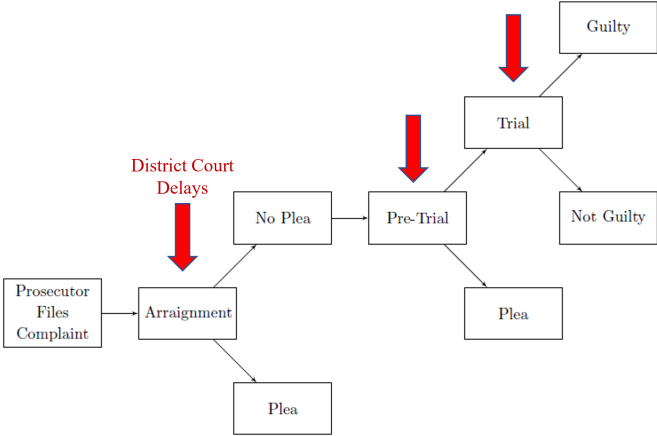 Guilty
Trial
District Court
Delays
No Plea
Pre-Trial
Not Guilty
Prosecutor
Files
Complaint
Arraignment
Plea
Plea